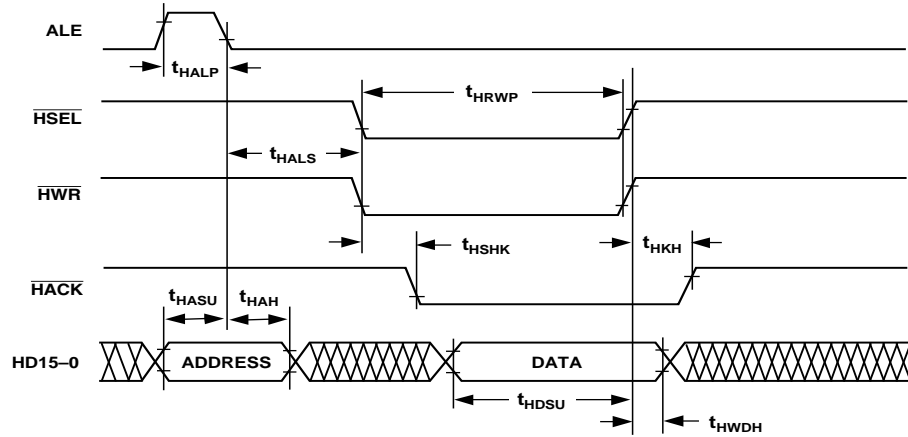 ALE
tHALP
HSEL
tHRWP
tHALS
HWR
tHSHK
tHKH
HACK
tHASU
tHAH
HD15–0
ADDRESS
DATA
tHDSU
tHWDH